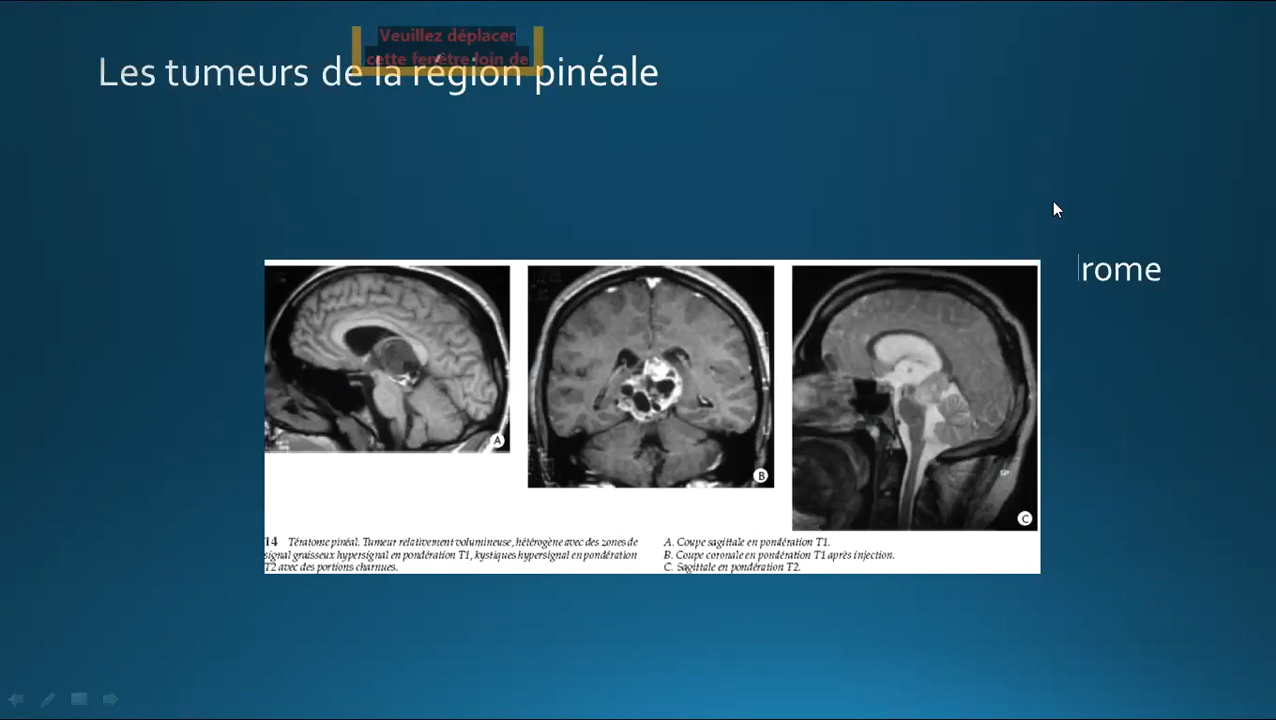 Veuillez déplacer
cette fenêtre loin de
Les tumeurs de la région pinéale
rome
A
B
C
SP
14 Tératome pinéal. Tumeur relativement volumineuse, hétérogène avec des zones de
signal graisseux hypersignal en pondération T1, kystiques hypersignal en pondération
T2 avec des portions charnues.
A. Coupe sagittale en pondération T1.
B. Coupe coronale en pondération T1 après injection.
C. Sagittale en pondération T2.